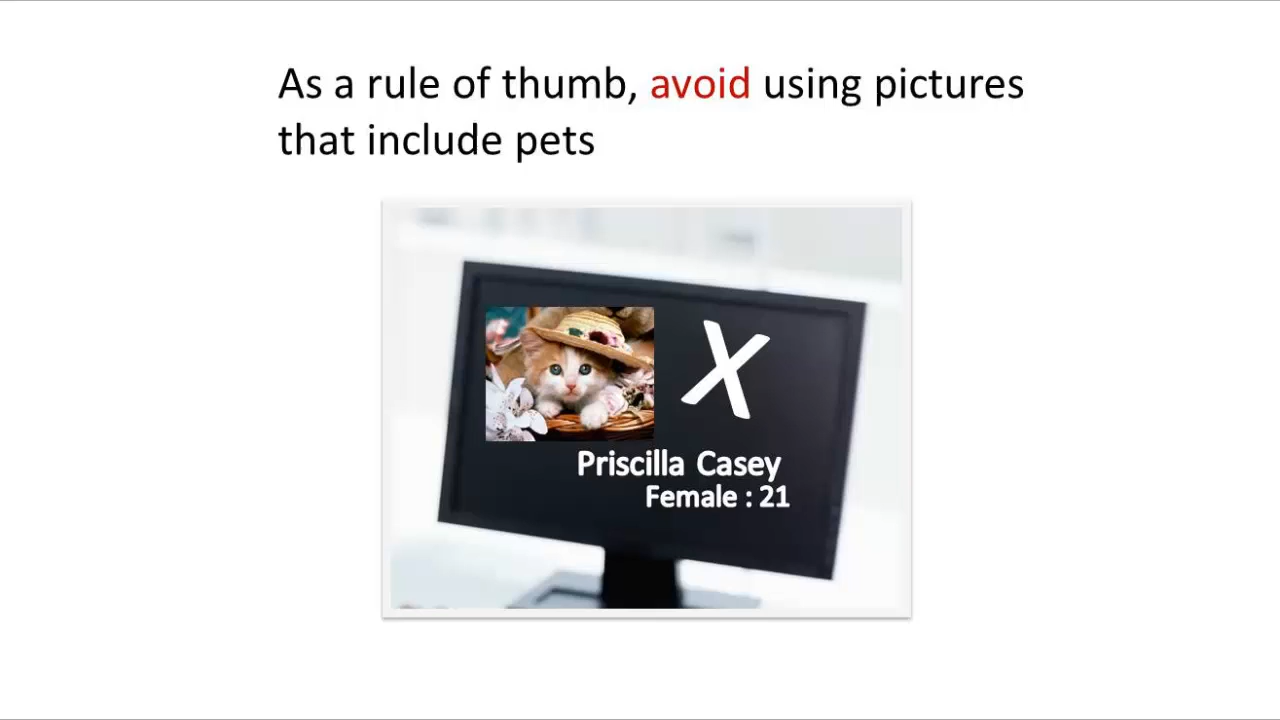 As a rule of thumb, avoid using pictures
that include pets
X
Priscilla Casey
Female : 21